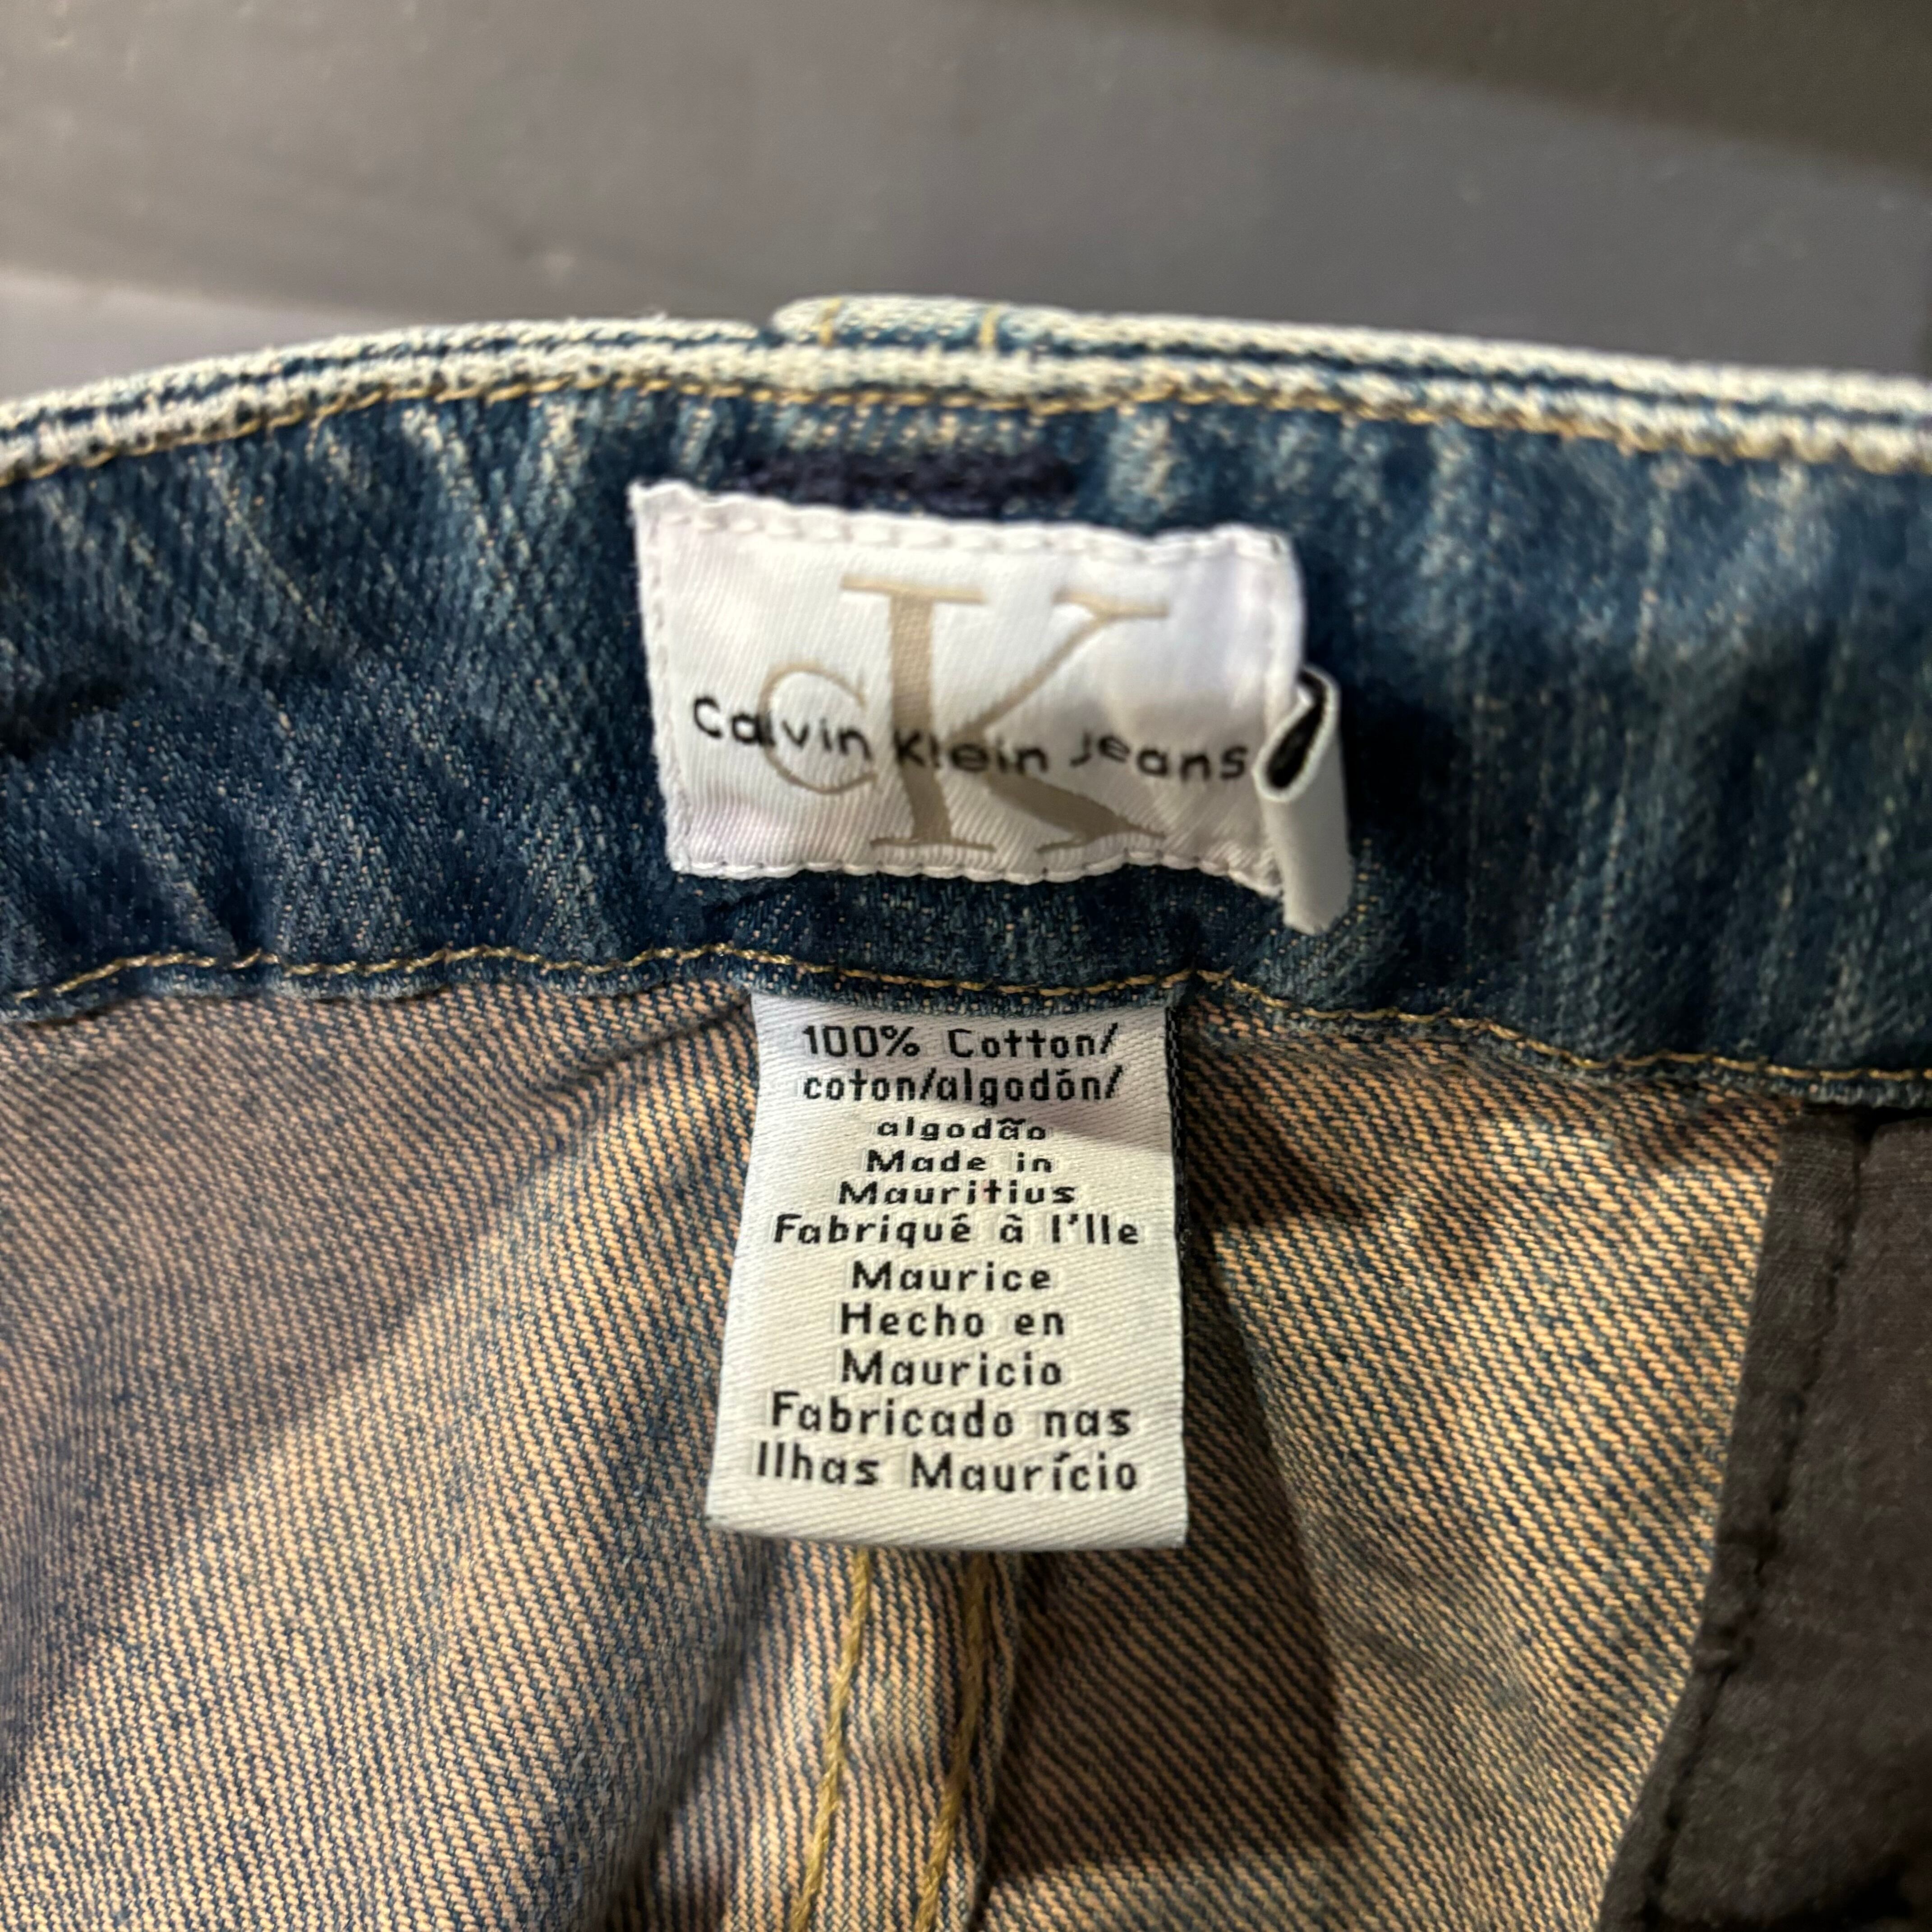 cK
Calvin Klein Jeans
100% Cotton/
coton/algodón/
algodão
Made in
Mauritius
Fabriqué à l'Ile
Maurice
Hecho en
Mauricio
Fabricado nas
Ilhas Maurício